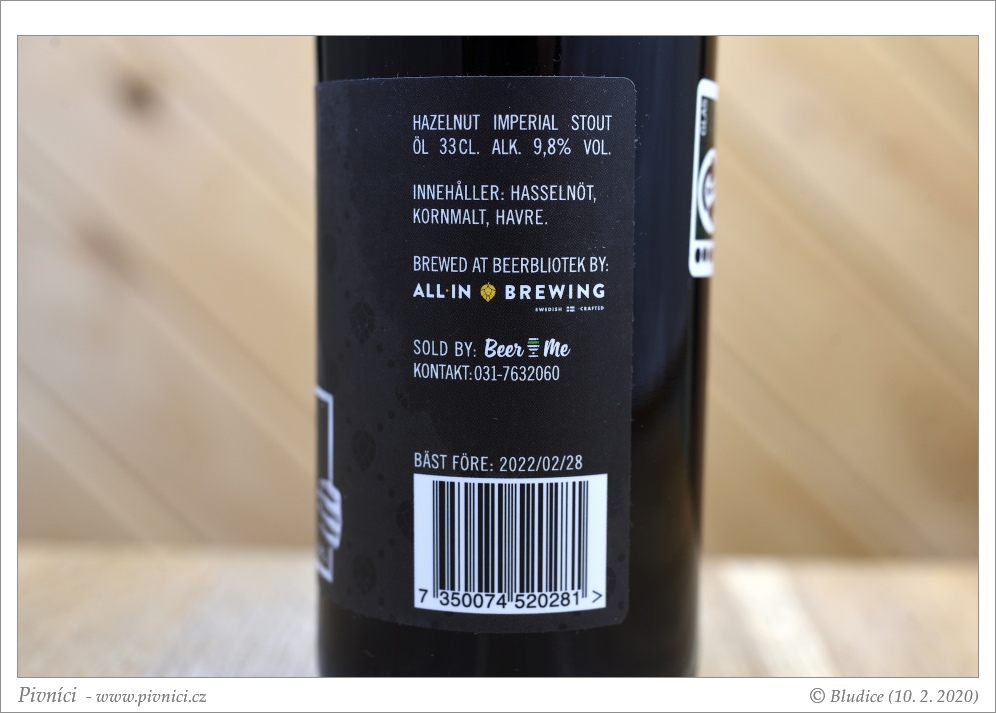 HAZELNUT IMPERIAL STOUT
ÖL 33CL. ALK. 9,8% VOL.
INNEHÅLLER: HASSELNÖT,
KORNMALT, HAVRE.
BREWED AT BEERBLIOTEK BY:
ALL·IN BREWING
SWEDISH CRAFTED
SOLD BY: Beer Me
KONTAKT:031-7632060
BÄST FÖRE: 2022/02/28
7 350074 520281 >
GLAS
Pivníci - www.pivnici.cz
© Bludice (10. 2. 2020)